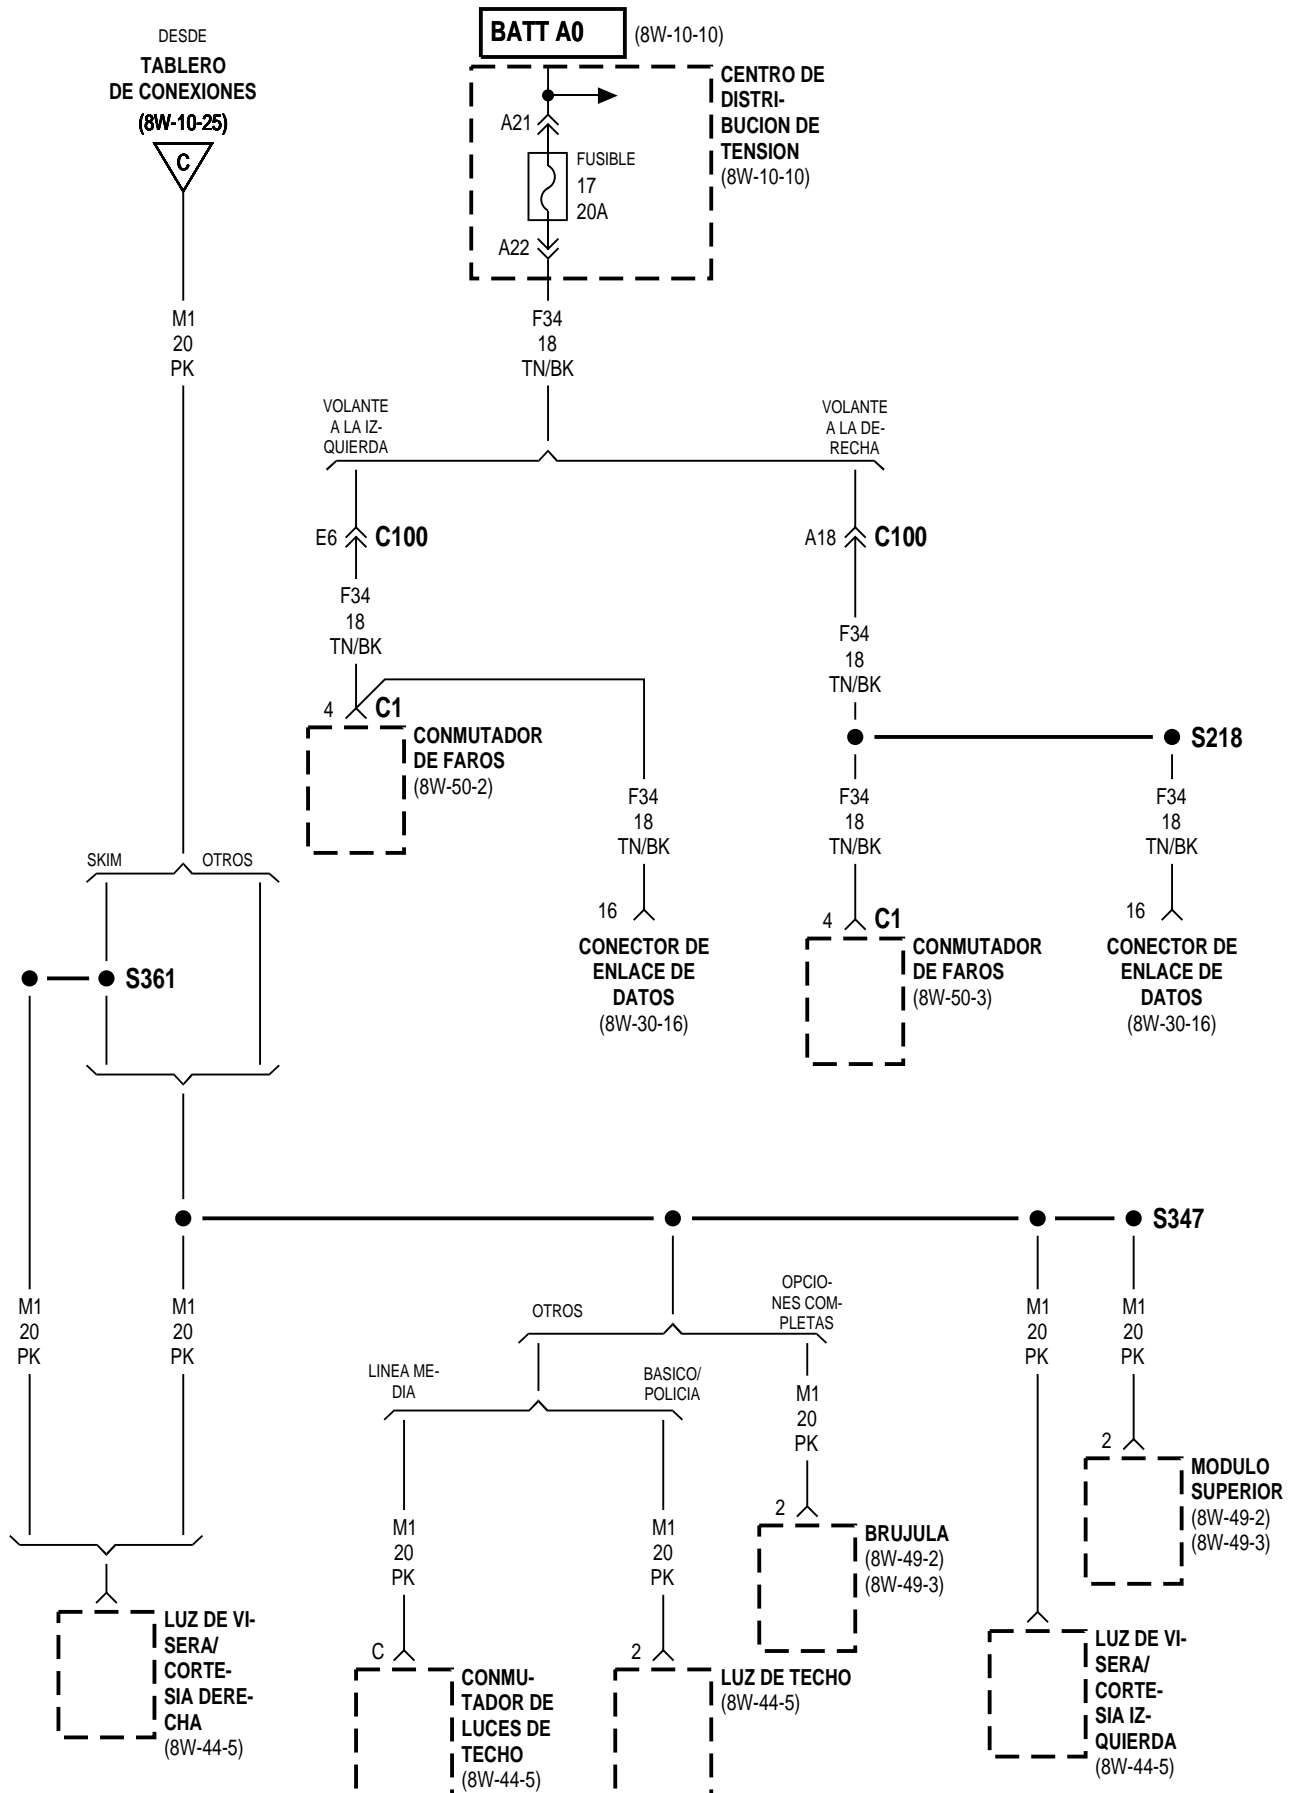 DESDE
TABLERO
DE CONEXIONES
(8W-10-25)
C
BATT A0
(8W-10-10)
CENTRO DE
DISTRI-
BUCION DE
TENSION
(8W-10-10)
A21
FUSIBLE
17
20A
A22
M1
20
PK
F34
18
TN/BK
VOLANTE
A LA IZ-
QUIERDA
VOLANTE
A LA DE-
RECHA
E6
C100
A18
C100
F34
18
TN/BK
F34
18
TN/BK
4
C1
CONMUTADOR
DE FAROS
(8W-50-2)
S218
F34
18
TN/BK
F34
18
TN/BK
F34
18
TN/BK
SKIM
OTROS
16
CONECTOR DE
ENLACE DE
DATOS
(8W-30-16)
4
C1
CONMUTADOR
DE FAROS
(8W-50-3)
16
CONECTOR DE
ENLACE DE
DATOS
(8W-30-16)
S361
S347
M1
20
PK
M1
20
PK
OTROS
OPCIO-
NES COM-
PLETAS
M1
20
PK
M1
20
PK
LINEA ME-
DIA
BASICO/
POLICIA
M1
20
PK
2
MODULO
SUPERIOR
(8W-49-2)
(8W-49-3)
M1
20
PK
M1
20
PK
2
BRUJULA
(8W-49-2)
(8W-49-3)
LUZ DE VI-
SERA/
CORTE-
SIA DERE-
CHA
(8W-44-5)
C
CONMU-
TADOR DE
LUCES DE
TECHO
(8W-44-5)
2
LUZ DE TECHO
(8W-44-5)
LUZ DE VI-
SERA/
CORTE-
SIA IZ-
QUIERDA
(8W-44-5)